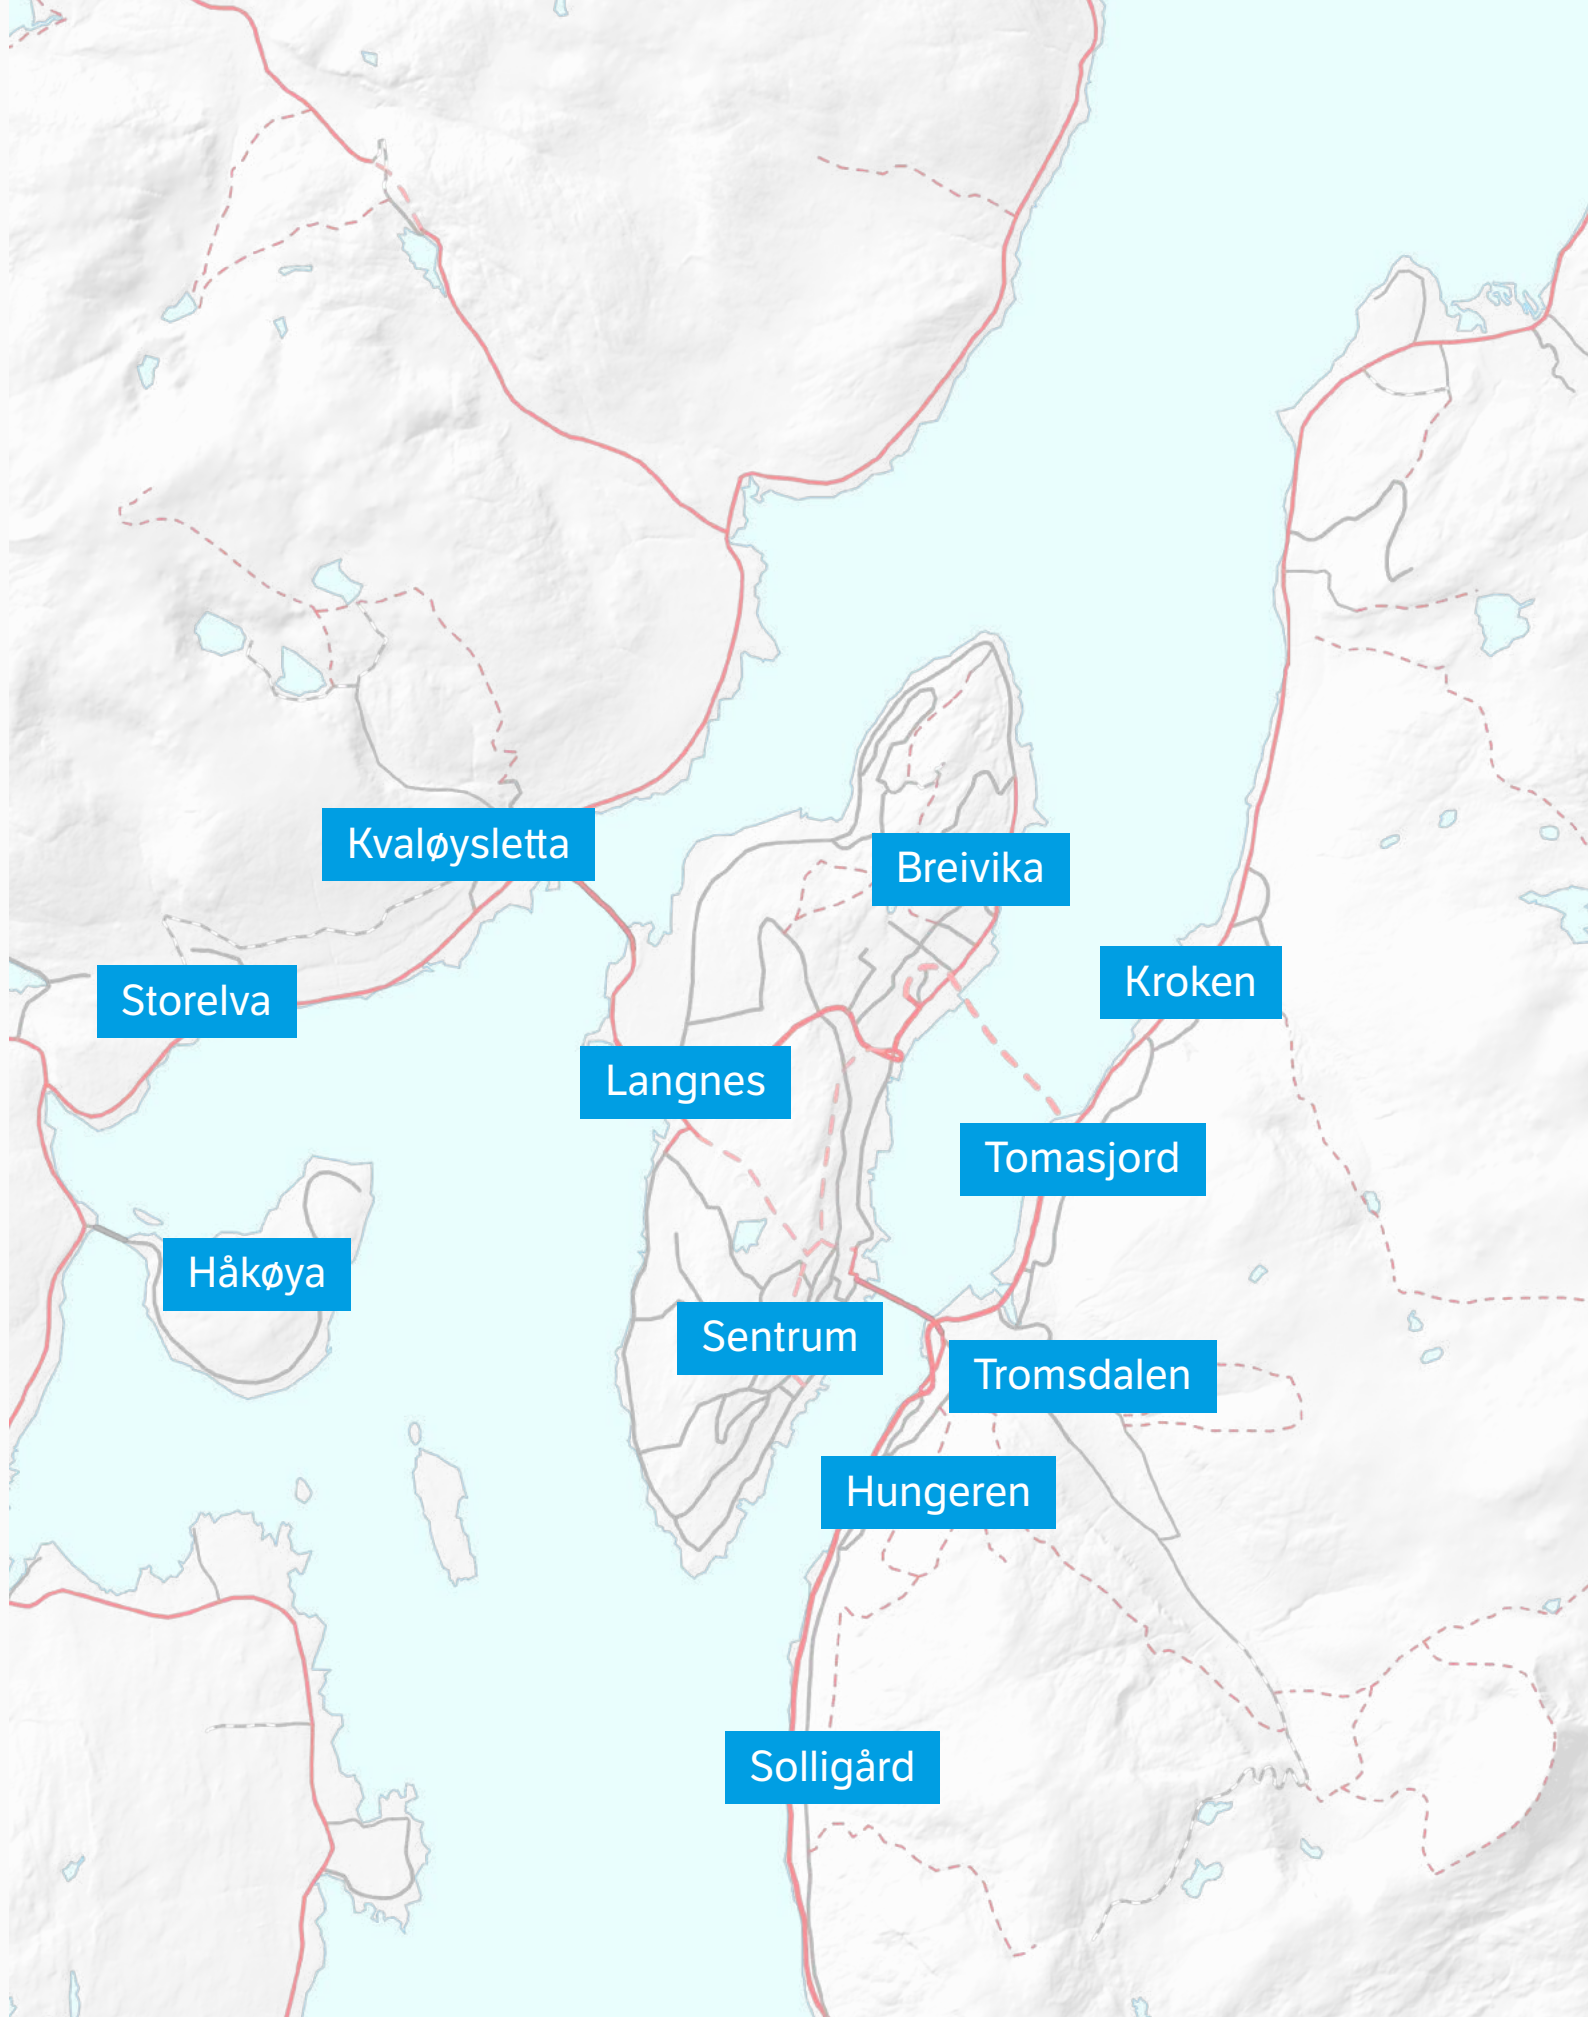 Kvaløysletta
Breivika
Kroken
Storelva
Langnes
Tomasjord
Håkøya
Sentrum
Tromsdalen
Hungeren
Solligård